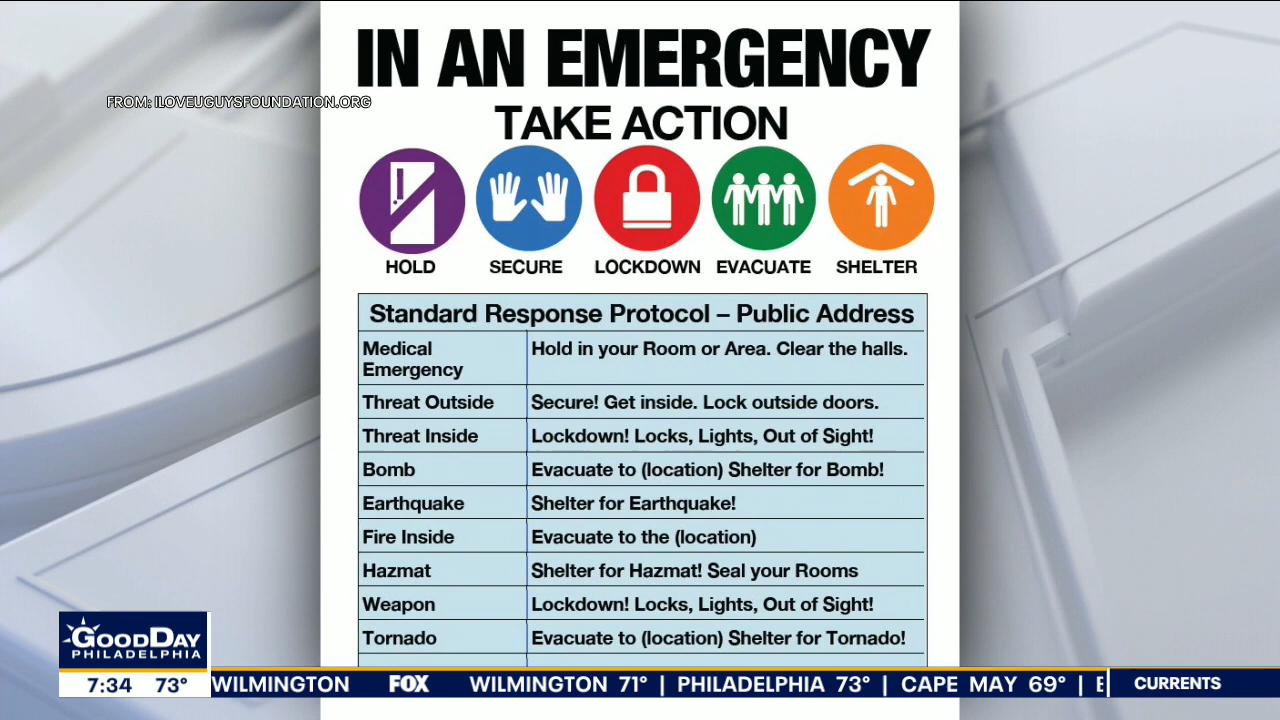 IN AN EMERGENCY
FROM: ILOVEUGUYSFOUNDATION.ORG
TAKE ACTION
HOLD SECURE LOCKDOWN EVACUATE SHELTER
Standard Response Protocol – Public Address
Medical Emergency Hold in your Room or Area. Clear the halls.
Threat Outside Secure! Get inside. Lock outside doors.
Threat Inside Lockdown! Locks, Lights, Out of Sight!
Bomb Evacuate to (location) Shelter for Bomb!
Earthquake Shelter for Earthquake!
Fire Inside Evacuate to the (location)
Hazmat Shelter for Hazmat! Seal your Rooms
Weapon Lockdown! Locks, Lights, Out of Sight!
Tornado Evacuate to (location) Shelter for Tornado!
GOODDAY
PHILADELPHIA
7:34 73° WILMINGTON FOX WILMINGTON 71° | PHILADELPHIA 73° | CAPE MAY 69° | CURRENTS